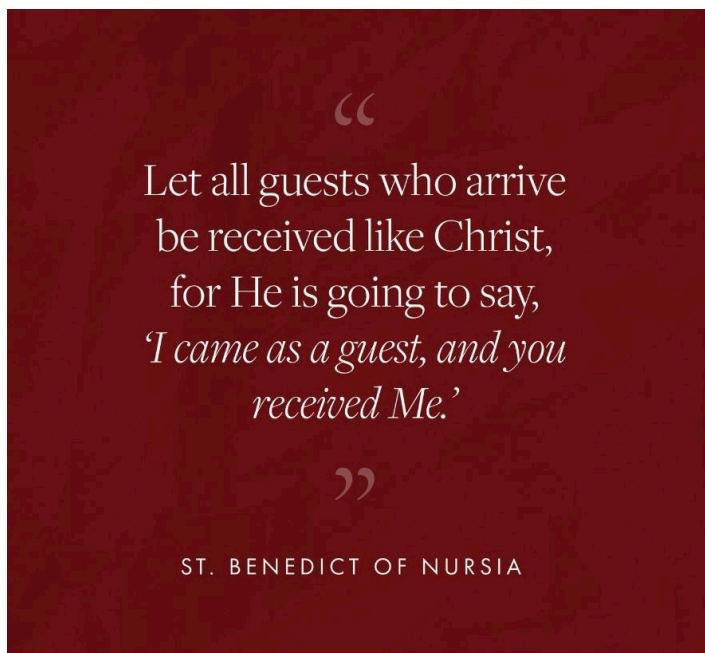 “
Let all guests who arrive
be received like Christ,
for He is going to say,
‘I came as a guest, and you
received Me.’
”
ST. BENEDICT OF NURSIA